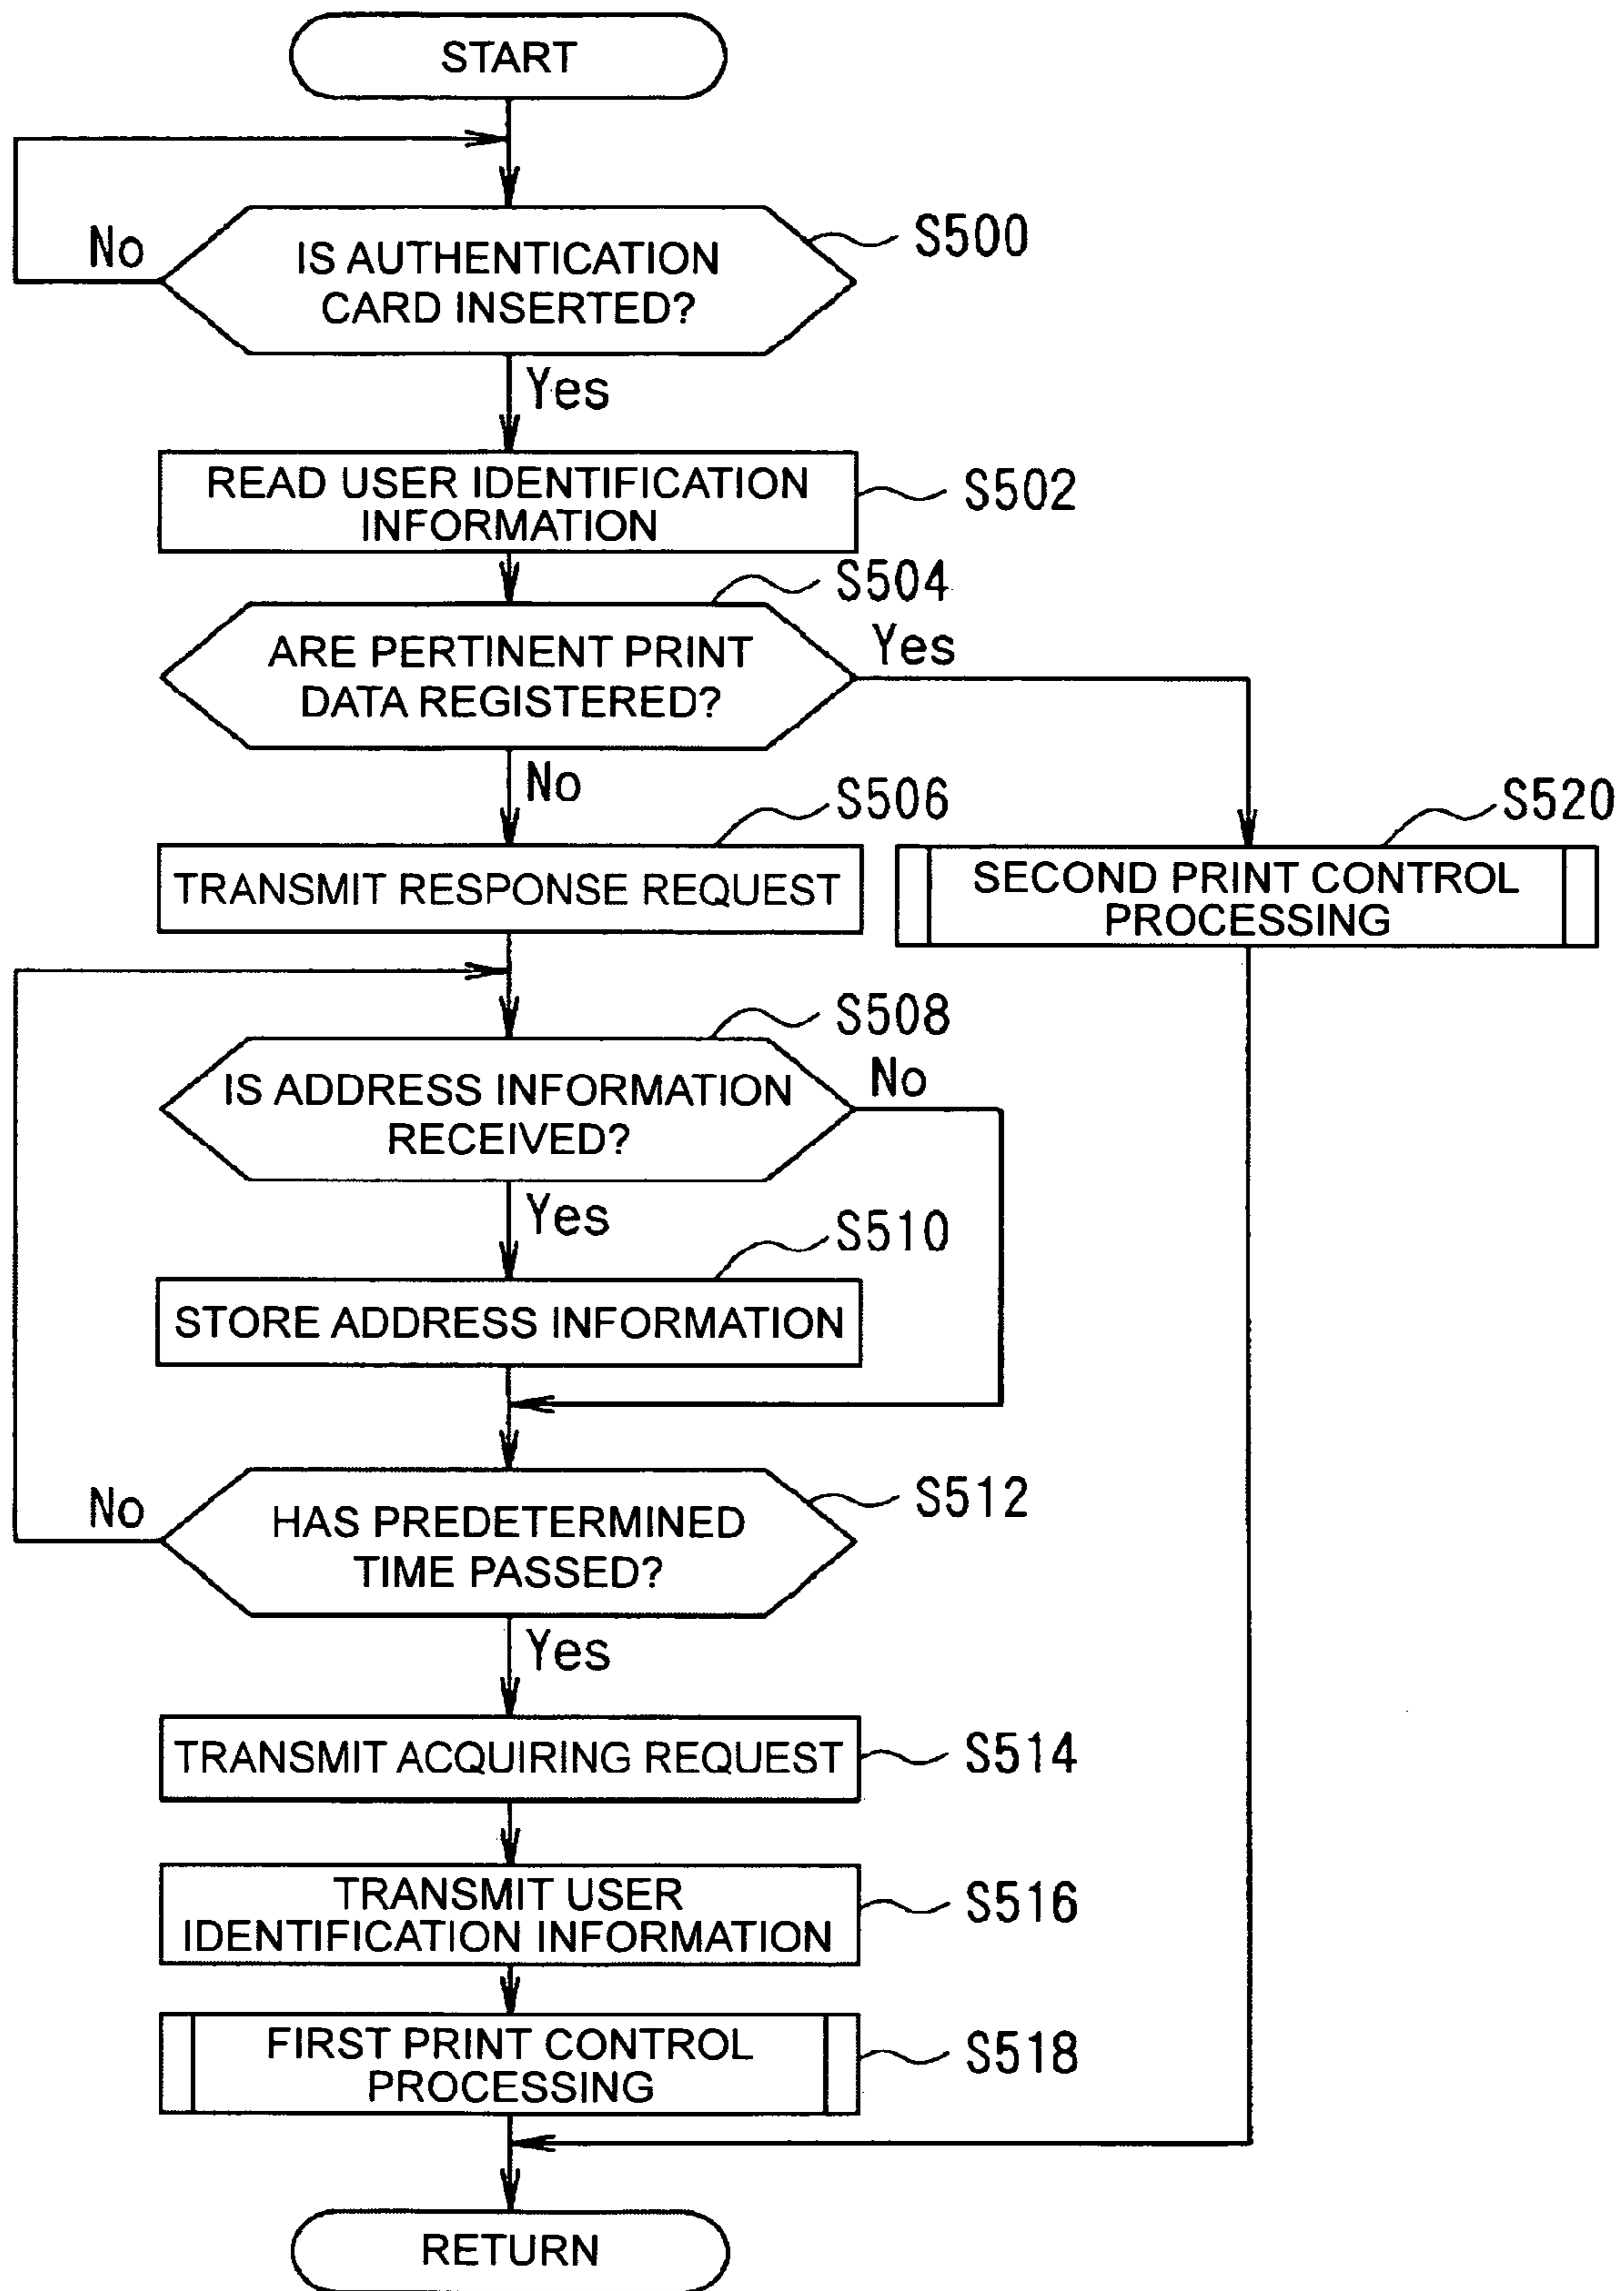 START
No
IS AUTHENTICATION
CARD INSERTED?
S500
Yes
READ USER IDENTIFICATION
INFORMATION
S502
S504
ARE PERTINENT PRINT
DATA REGISTERED?
Yes
No
S506
S520
TRANSMIT RESPONSE REQUEST
SECOND PRINT CONTROL
PROCESSING
S508
IS ADDRESS INFORMATION
RECEIVED?
No
Yes
S510
STORE ADDRESS INFORMATION
No
HAS PREDETERMINED
TIME PASSED?
S512
Yes
TRANSMIT ACQUIRING REQUEST
S514
TRANSMIT USER
IDENTIFICATION INFORMATION
S516
FIRST PRINT CONTROL
PROCESSING
S518
RETURN